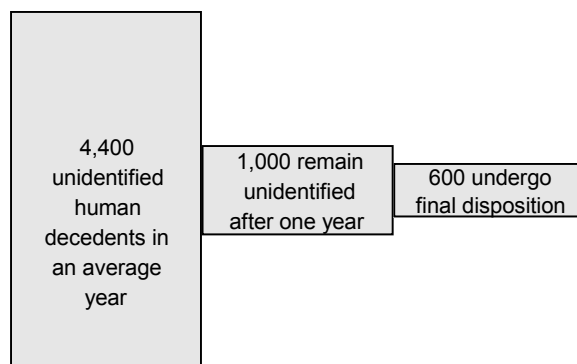 4,400
unidentified
human
decedents in
an average
year
1,000 remain
unidentified
after one year
600 undergo
final disposition